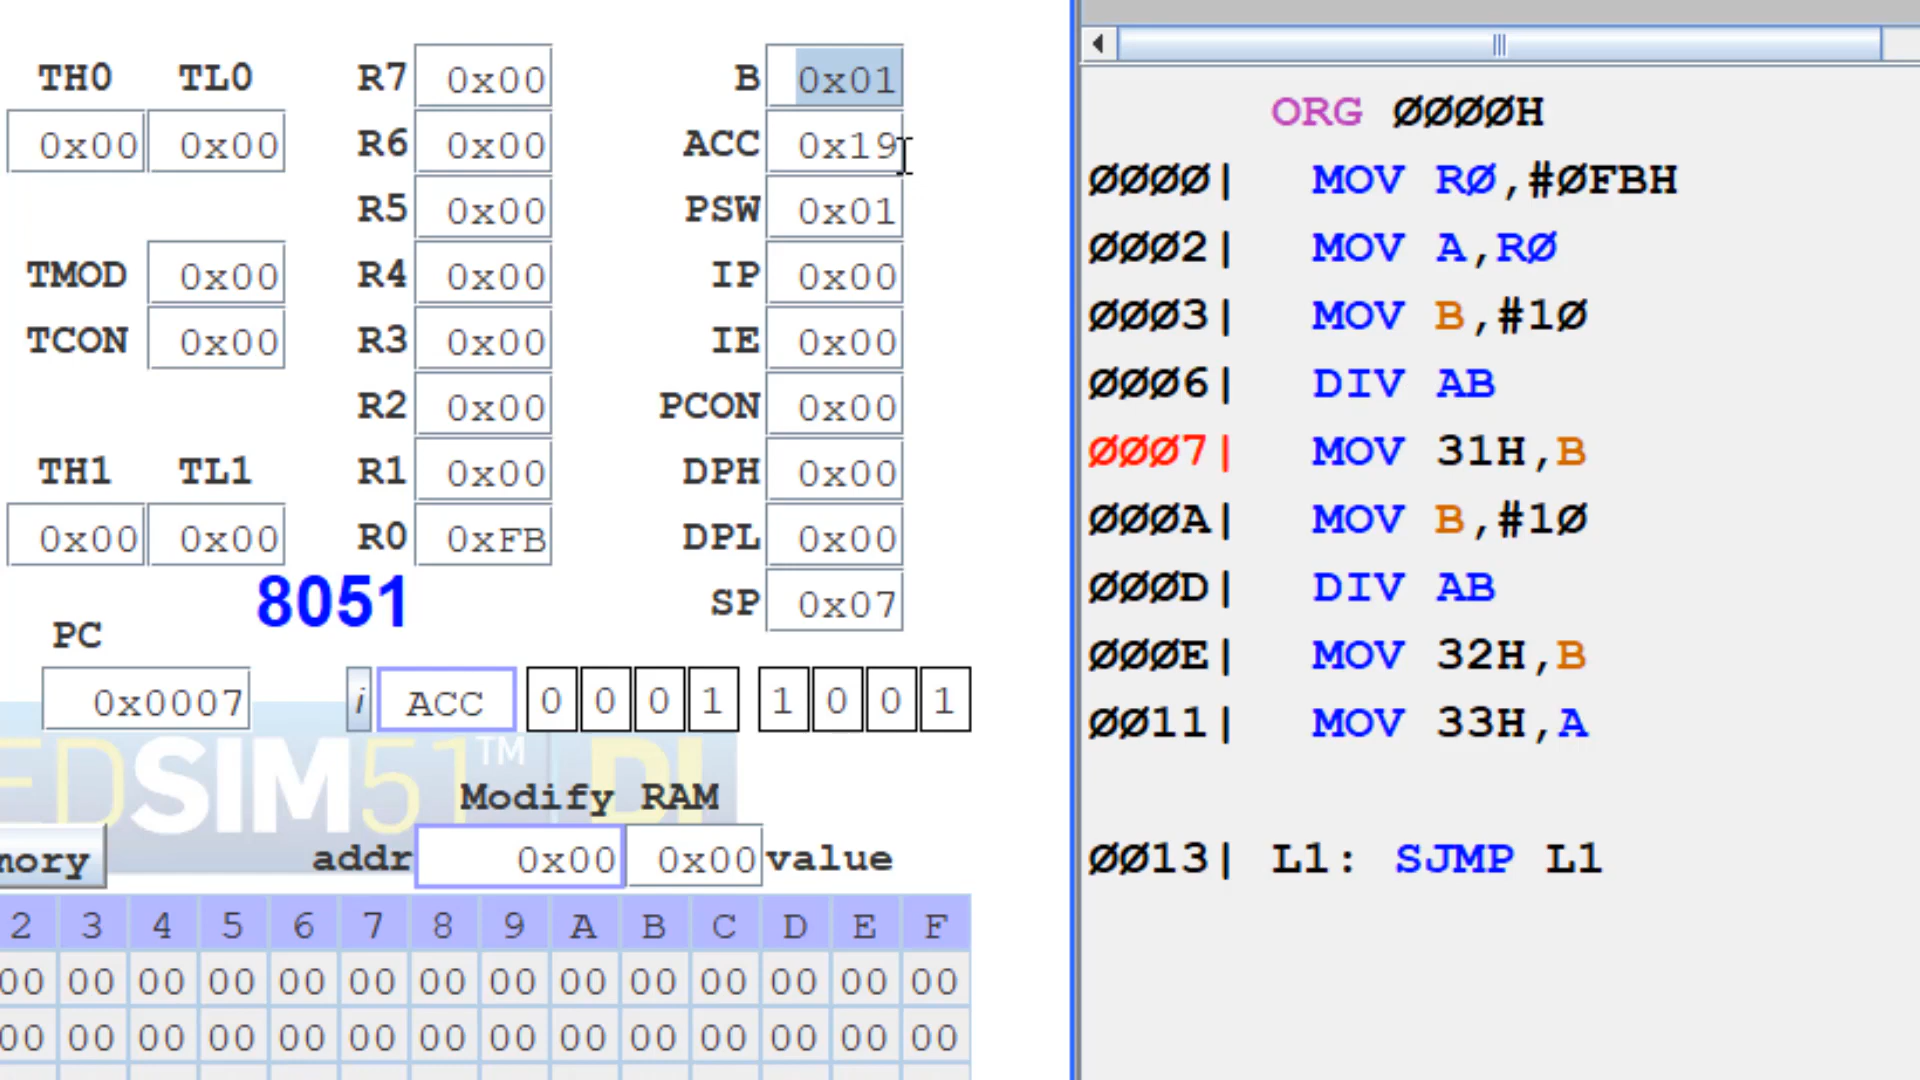 TH0 TL0 R7 0x00 B 0x01
0x00 0x00 R6 0x00 ACC 0x19
R5 0x00 PSW 0x01
TMOD 0x00 R4 0x00 IP 0x00
TCON 0x00 R3 0x00 IE 0x00
R2 0x00 PCON 0x00
TH1 TL1 R1 0x00 DPH 0x00
0x00 0x00 R0 0xFB DPL 0x00
8051 SP 0x07
PC
0x0007 i ACC 0 0 0 1 1 0 0 1
EDSIM51™ DI
Modify RAM
mory addr 0x00 0x00 value
2 3 4 5 6 7 8 9 A B C D E F
00 00 00 00 00 00 00 00 00 00 00 00 00 00
00 00 00 00 00 00 00 00 00 00 00 00 00 00
ORG 0000H
0000| MOV R0,#0FBH
0002| MOV A,R0
0003| MOV B,#10
0006| DIV AB
0007| MOV 31H,B
000A| MOV B,#10
000D| DIV AB
000E| MOV 32H,B
0011| MOV 33H,A
0013| L1: SJMP L1